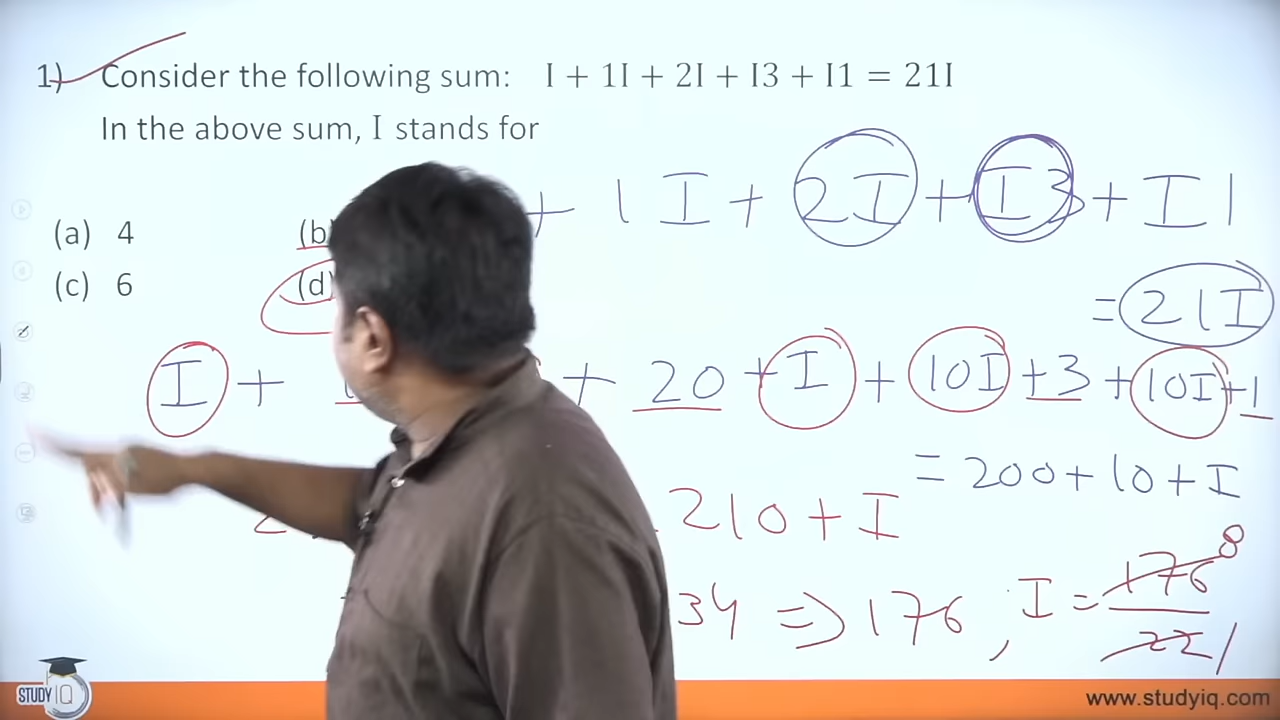 1) Consider the following sum: I + 1I + 2I + I3 + I1 = 21I
In the above sum, I stands for
+ 1I + 2I + I3 + I1
(a) 4 (b)
(c) 6 (d)
= 21I
I + + 20 + I + 10I + 3 + 10I + 1
= 200 + 10 + I
210 + I
34 => 176, I = 176/22 8/1
STUDY IQ
www.studyiq.com